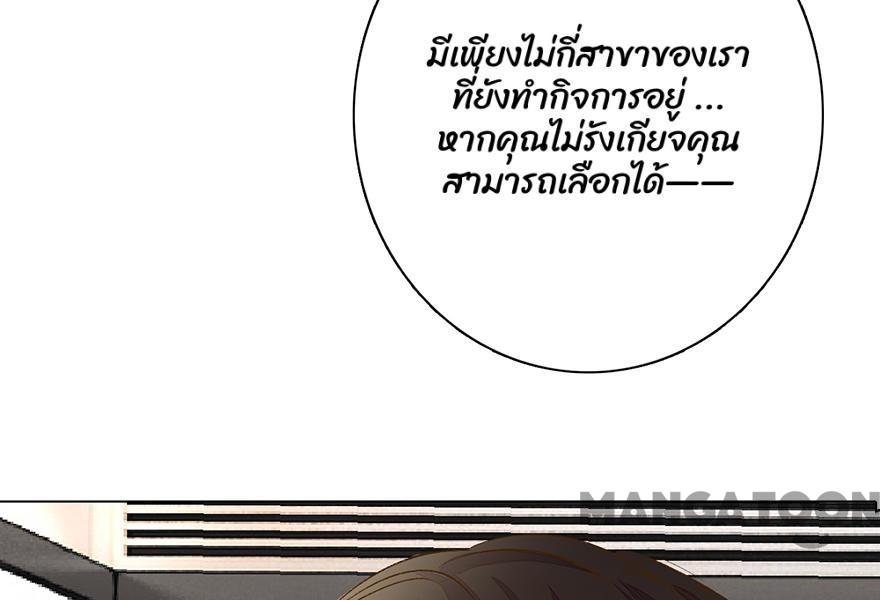 มีเพียงไม่กี่สาขาของเรา
ที่ยังทำกิจการอยู่ ...
หากคุณไม่รังเกียจคุณ
สามารถเลือกได้——
MANGATOON